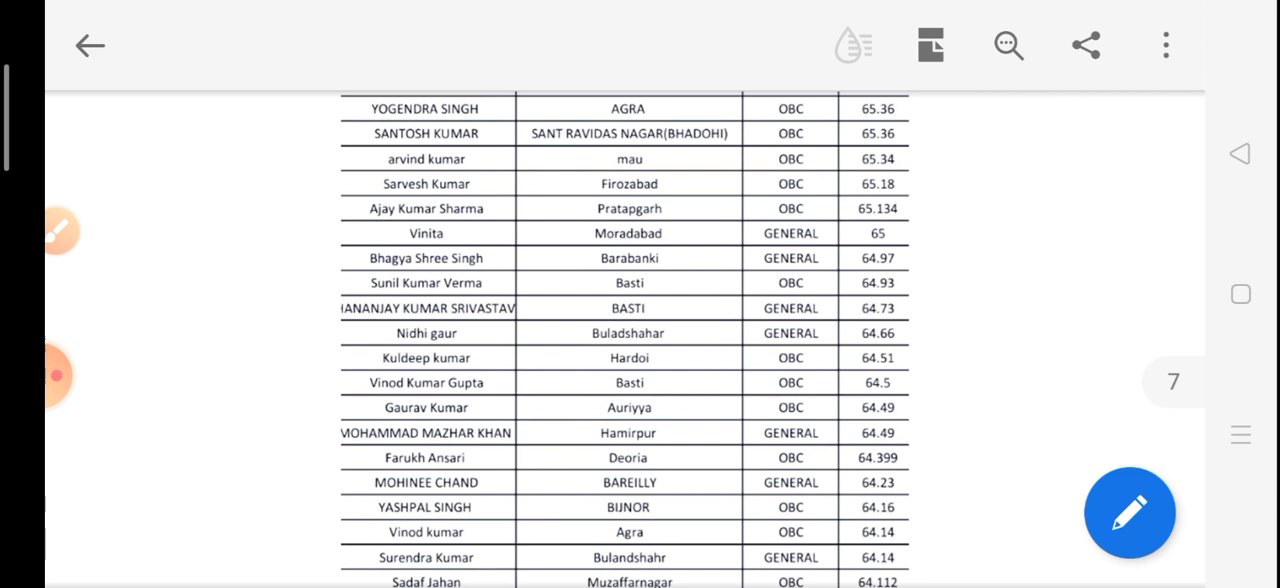 YOGENDRA SINGH AGRA OBC 65.36
SANTOSH KUMAR SANT RAVIDAS NAGAR(BHADOHI) OBC 65.36
arvind kumar mau OBC 65.34
Sarvesh Kumar Firozabad OBC 65.18
Ajay Kumar Sharma Pratapgarh OBC 65.134
Vinita Moradabad GENERAL 65
Bhagya Shree Singh Barabanki GENERAL 64.97
Sunil Kumar Verma Basti OBC 64.93
HANANJAY KUMAR SRIVASTAV BASTI GENERAL 64.73
Nidhi gaur Buladshahar GENERAL 64.66
Kuldeep kumar Hardoi OBC 64.51
Vinod Kumar Gupta Basti OBC 64.5
Gaurav Kumar Auriyya OBC 64.49
MOHAMMAD MAZHAR KHAN Hamirpur GENERAL 64.49
Farukh Ansari Deoria OBC 64.399
MOHINEE CHAND BAREILLY GENERAL 64.23
YASHPAL SINGH BIJNOR OBC 64.16
Vinod kumar Agra OBC 64.14
Surendra Kumar Bulandshahr GENERAL 64.14
Sadaf Jahan Muzaffarnagar OBC 64.112
7